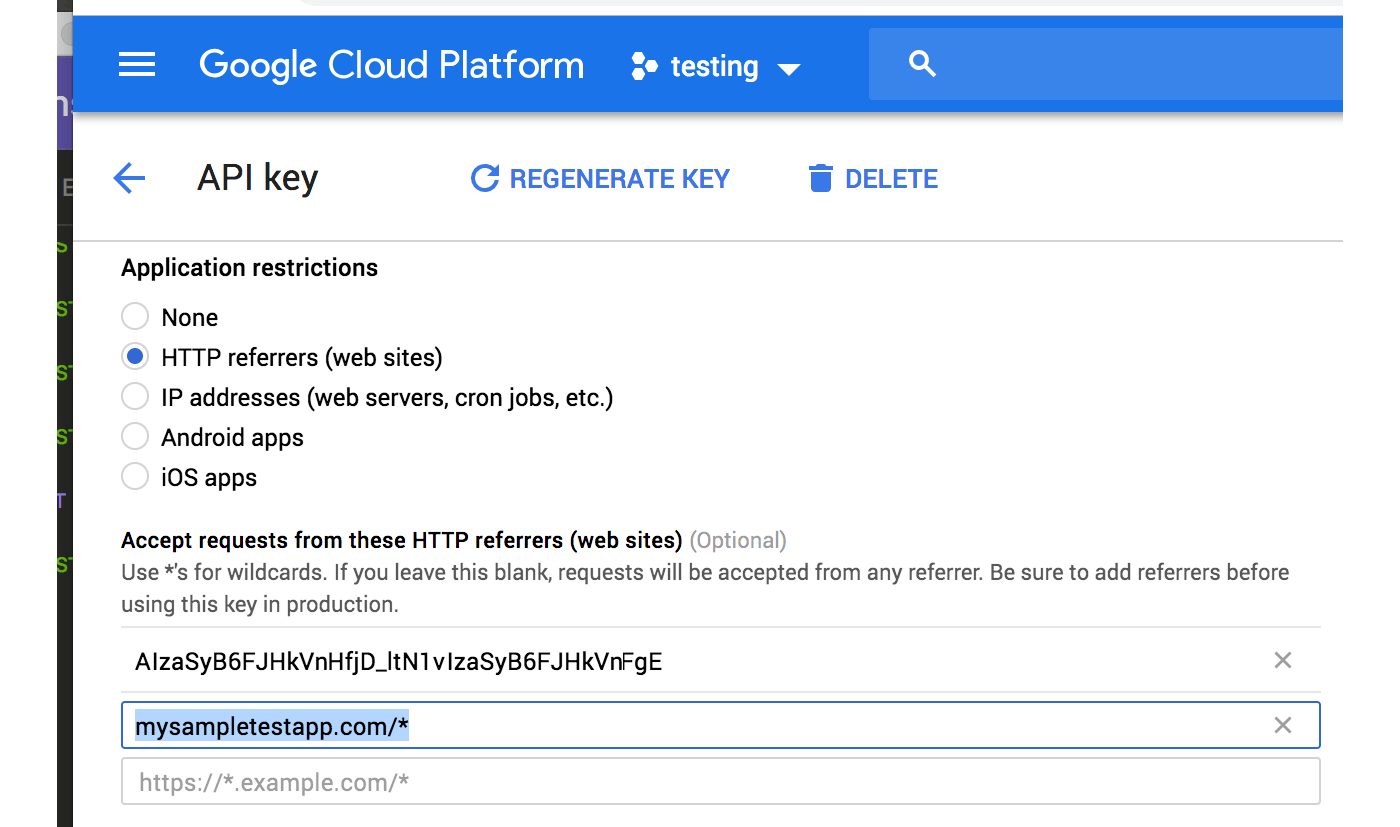 Google Cloud Platform testing
API key REGENERATE KEY DELETE
Application restrictions
None
HTTP referrers (web sites)
IP addresses (web servers, cron jobs, etc.)
Android apps
iOS apps
Accept requests from these HTTP referrers (web sites) (Optional)
Use *'s for wildcards. If you leave this blank, requests will be accepted from any referrer. Be sure to add referrers before
using this key in production.
AIzaSyB6FJHkVnHfjD_ltN1vIzaSyB6FJHkVnFgE
mysampletestapp.com/*
https://*.example.com/*